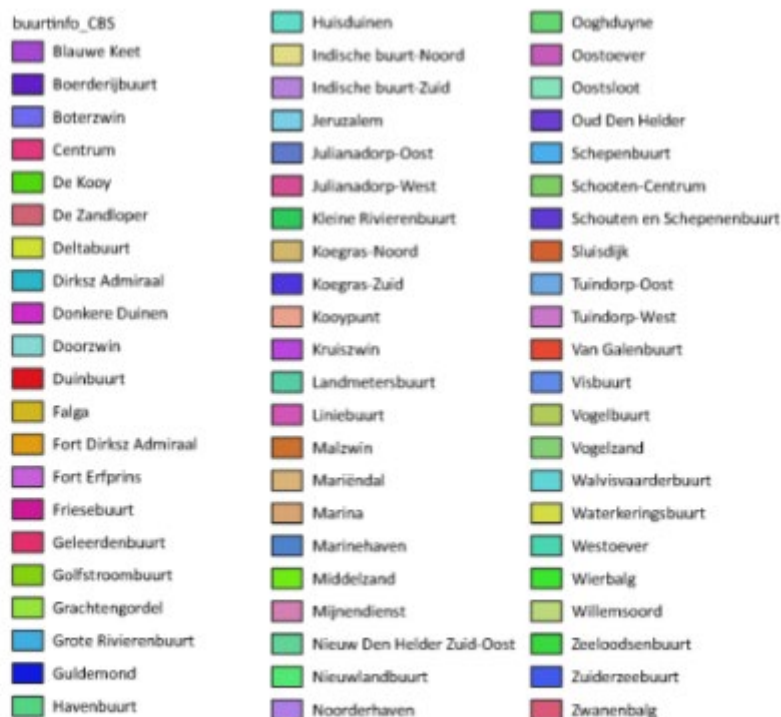 buurtinfo_CBS
Blauwe Keet
Boerderijbuurt
Boterzwin
Centrum
De Kooy
De Zandloper
Deltabuurt
Dirksz Admiraal
Donkere Duinen
Doorzwin
Duinbuurt
Falga
Fort Dirksz Admiraal
Fort Erfprins
Friesebuurt
Geleerdenbuurt
Golfstroombuurt
Grachtengordel
Grote Rivierenbuurt
Guldemond
Havenbuurt
Huisduinen
Indische buurt-Noord
Indische buurt-Zuid
Jeruzalem
Julianadorp-Oost
Julianadorp-West
Kleine Rivierenbuurt
Koegras-Noord
Koegras-Zuid
Kooypunt
Kruiszwin
Landmetersbuurt
Liniebuurt
Malzwin
Mariëndal
Marina
Marinehaven
Middelzand
Mijnendienst
Nieuw Den Helder Zuid-Oost
Nieuwlandbuurt
Noorderhaven
Ooghduyne
Oostoever
Oostsloot
Oud Den Helder
Schepenbuurt
Schooten-Centrum
Schouten en Schepenenbuurt
Sluisdijk
Tuindorp-Oost
Tuindorp-West
Van Galenbuurt
Visbuurt
Vogelbuurt
Vogelzand
Walvisvaarderbuurt
Waterkeringsbuurt
Westoever
Wierbalg
Willemsoord
Zeeloodsenbuurt
Zuiderzeebuurt
Zwanenbalg